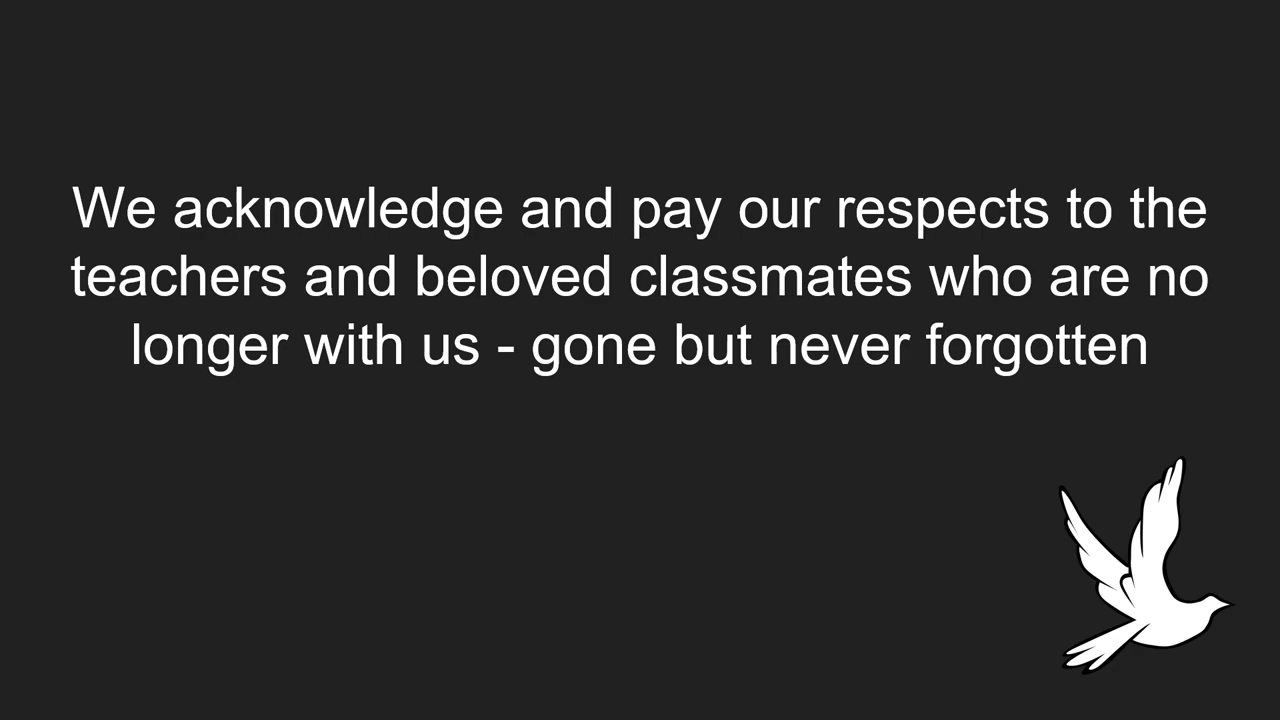 We acknowledge and pay our respects to the
teachers and beloved classmates who are no
longer with us - gone but never forgotten